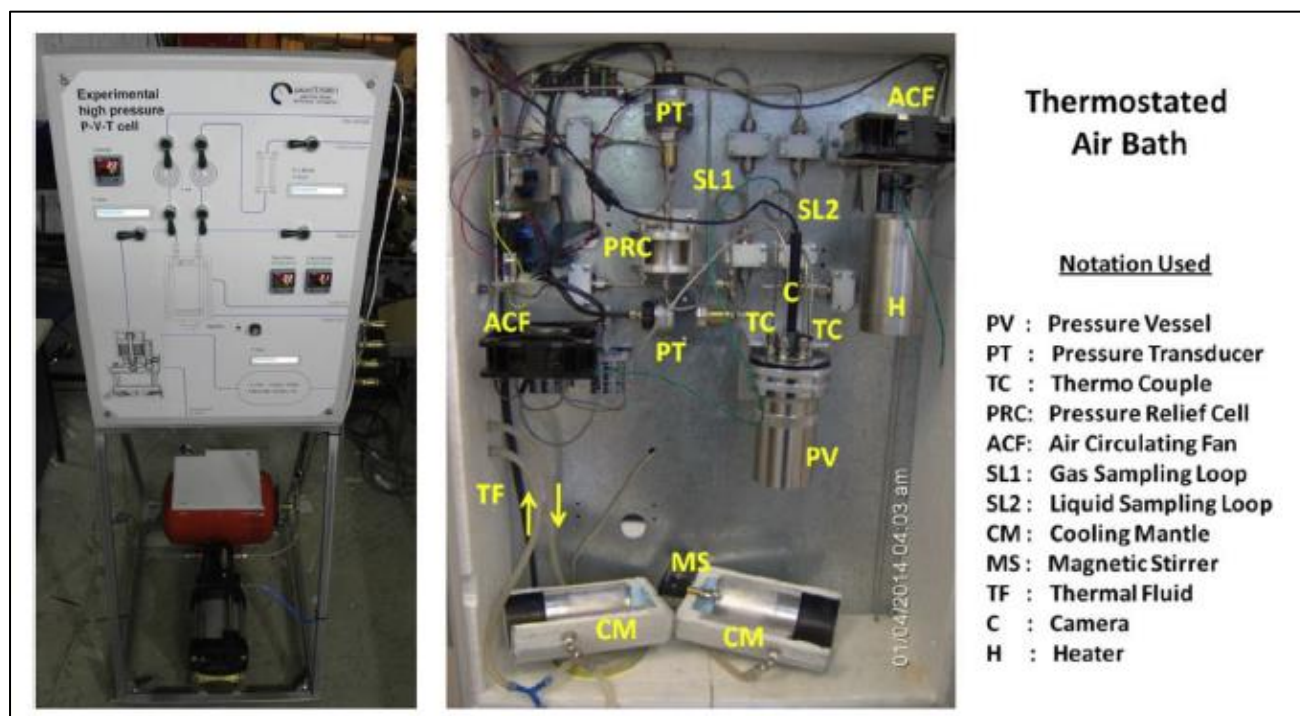 Experimental
high pressure
P-V-T cell
ACF
PT
SL1
SL2
PRC
C
H
ACF
TC
TC
PT
PV
TF
MS
CM
CM
01/04/2014 04:03 am
Thermostated
Air Bath
Notation Used
PV : Pressure Vessel
PT : Pressure Transducer
TC : Thermo Couple
PRC: Pressure Relief Cell
ACF: Air Circulating Fan
SL1 : Gas Sampling Loop
SL2 : Liquid Sampling Loop
CM : Cooling Mantle
MS : Magnetic Stirrer
TF : Thermal Fluid
C : Camera
H : Heater